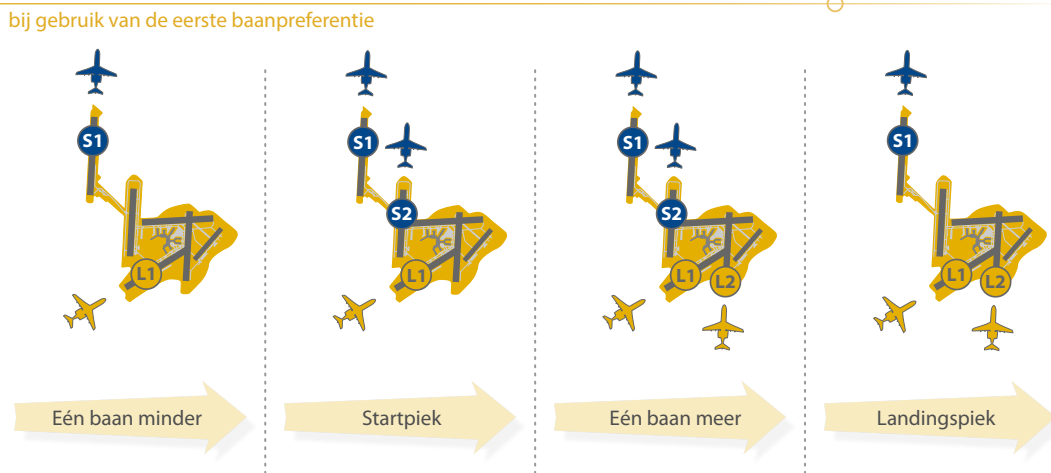 bij gebruik van de eerste baanpreferentie
S1
L1
Eén baan minder
S1
S2
L1
Startpiek
S1
S2
L1
L2
Eén baan meer
S1
L1
L2
Landingspiek